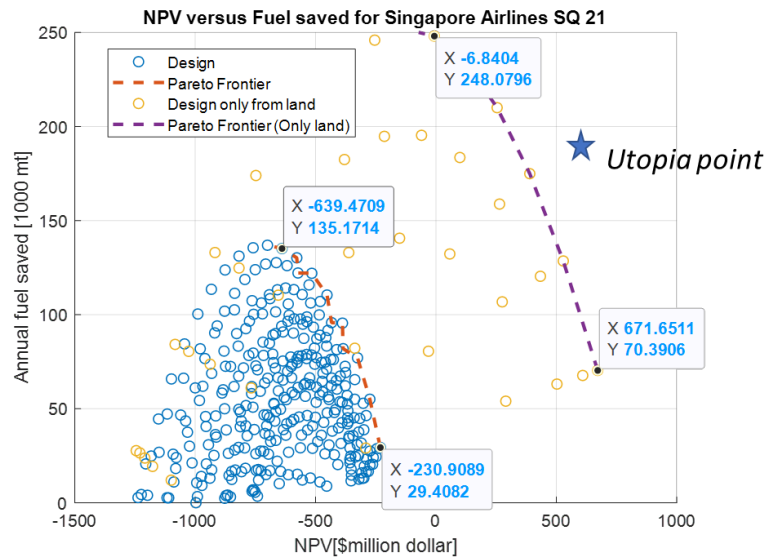 NPV versus Fuel saved for Singapore Airlines SQ 21
250
200
150
100
50
0
Annual fuel saved [1000 mt]
Design
Pareto Frontier
Design only from land
Pareto Frontier (Only land)
X -6.8404
Y 248.0796
Utopia point
X -639.4709
Y 135.1714
X 671.6511
Y 70.3906
X -230.9089
Y 29.4082
-1500
-1000
-500
0
500
1000
NPV[$million dollar]